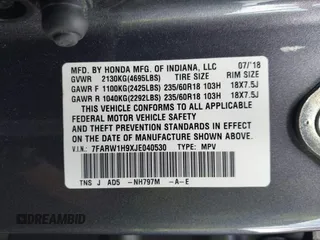 MFD. BY HONDA MFG. OF INDIANA, LLC 07/'18
GVWR 2130KG(4695LBS) TIRE SIZE RIM SIZE
GAWR F 1100KG(2425LBS) 235/60R18 103H 18X7.5J
GAWR R 1040KG(2292LBS) 235/60R18 103H 18X7.5J
THIS VEHICLE CONFORMS TO ALL APPLICABLE
FEDERAL MOTOR VEHICLE SAFETY AND THEFT
PREVENTION STANDARDS IN EFFECT ON THE DATE
OF MANUFACTURE SHOWN ABOVE.
V.I.N.: 7FARW1H9XJE040530 TYPE: MPV
TNS J AD5 -NH797M -A-E
DREAMBID